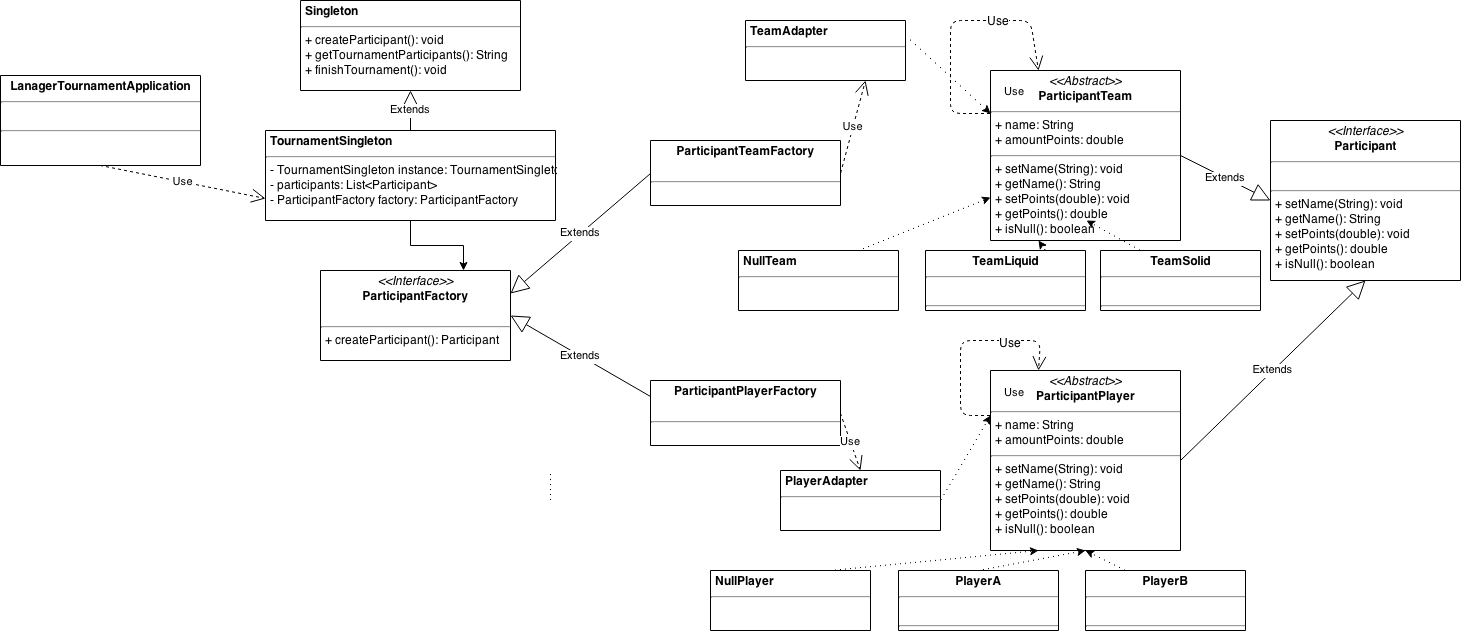 Singleton
+ createParticipant(): void
+ getTournamentParticipants(): String
+ finishTournament(): void
LanagerTournamentApplication
Use
Extends
TournamentSingleton
- TournamentSingleton instance: TournamentSinglet
- participants: List<Participant>
- ParticipantFactory factory: ParticipantFactory
<<Interface>>
ParticipantFactory
+ createParticipant(): Participant
Extends
Extends
ParticipantTeamFactory
Use
TeamAdapter
ParticipantPlayerFactory
Use
PlayerAdapter
Use
<<Abstract>>
Use
ParticipantTeam
+ name: String
+ amountPoints: double
+ setName(String): void
+ getName(): String
+ setPoints(double): void
+ getPoints(): double
+ isNull(): boolean
NullTeam
TeamLiquid
TeamSolid
Extends
<<Interface>>
Participant
+ setName(String): void
+ getName(): String
+ setPoints(double): void
+ getPoints(): double
+ isNull(): boolean
Extends
Use
<<Abstract>>
Use
ParticipantPlayer
+ name: String
+ amountPoints: double
+ setName(String): void
+ getName(): String
+ setPoints(double): void
+ getPoints(): double
+ isNull(): boolean
NullPlayer
PlayerA
PlayerB